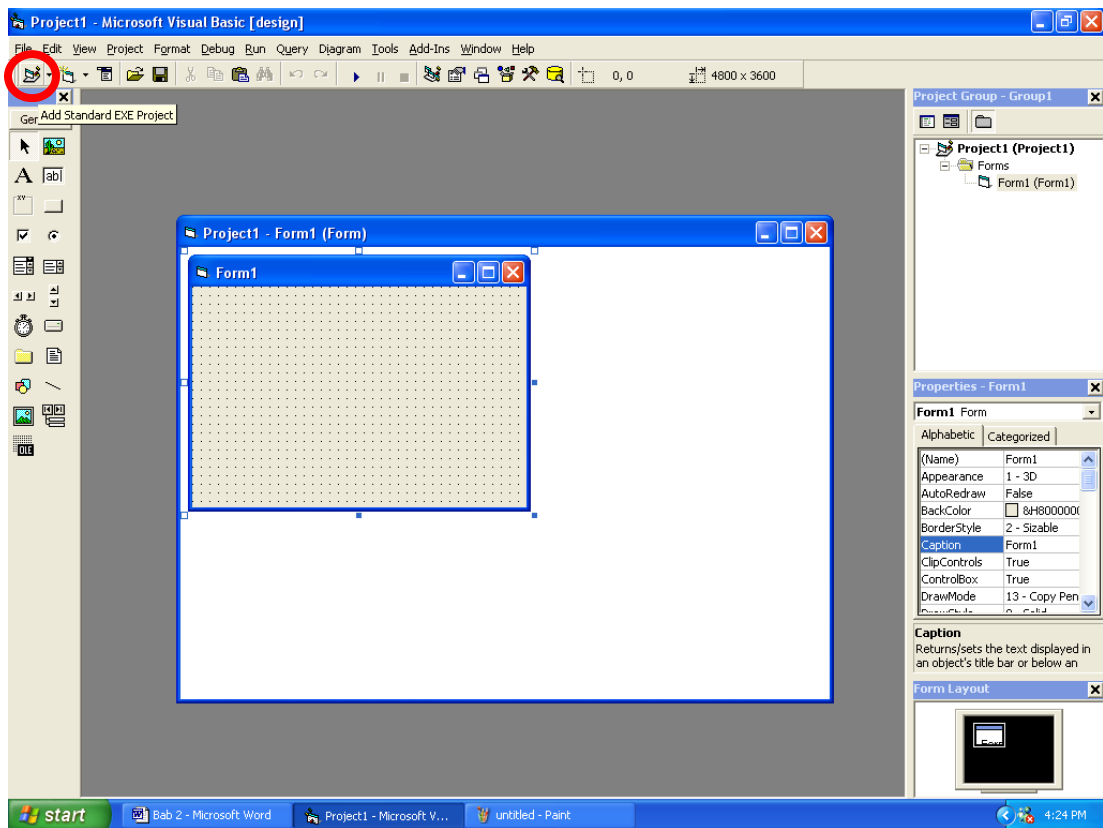 Project1 - Microsoft Visual Basic [design]
File Edit View Project Format Debug Run Query Diagram Tools Add-Ins Window Help
0, 0 4800 x 3600
Add Standard EXE Project
Project Group - Group1
Project1 (Project1)
Forms
Form1 (Form1)
A ab|
xv
Project1 - Form1 (Form)
Form1
OLE
Properties - Form1
Form1 Form
Alphabetic Categorized
(Name) Form1
Appearance 1 - 3D
AutoRedraw False
BackColor &H8000000
BorderStyle 2 - Sizable
Caption Form1
ClipControls True
ControlBox True
DrawMode 13 - Copy Pen
Caption
Returns/sets the text displayed in
an object's title bar or below an
Form Layout
start Bab 2 - Microsoft Word Project1 - Microsoft V... untitled - Paint 4:24 PM